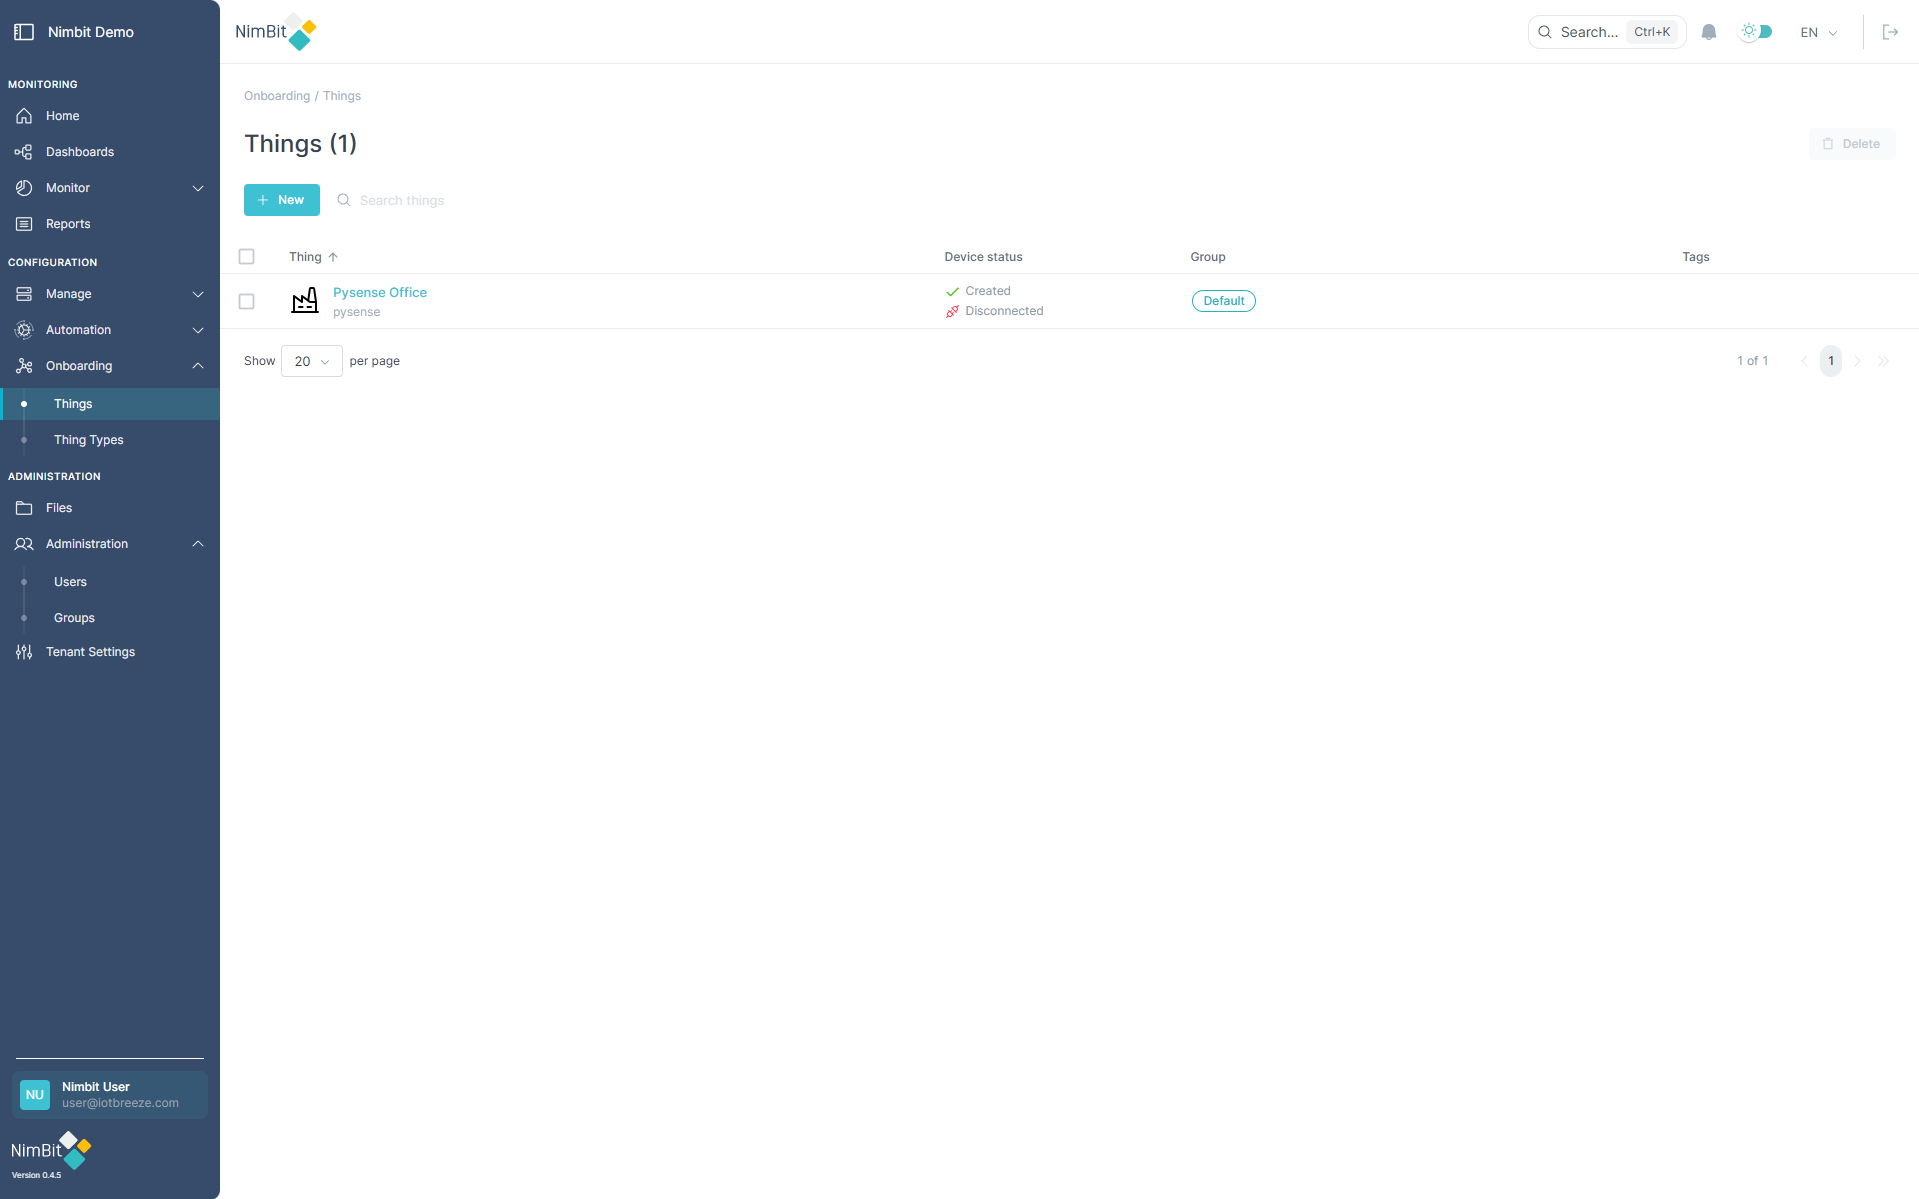 Nimbit Demo
MONITORING
Home
Dashboards
Monitor
Reports
CONFIGURATION
Manage
Automation
Onboarding
Things
Thing Types
ADMINISTRATION
Files
Administration
Users
Groups
Tenant Settings
NU
Nimbit User
user@iotbreeze.com
NimBit
Version 0.4.5
NimBit
Search... Ctrl+K
EN
Onboarding / Things
Things (1)
Delete
New
Search things
Thing Device status Group Tags
Pysense Office
pysense
Created
Disconnected
Default
Show 20 per page
1 of 1
1